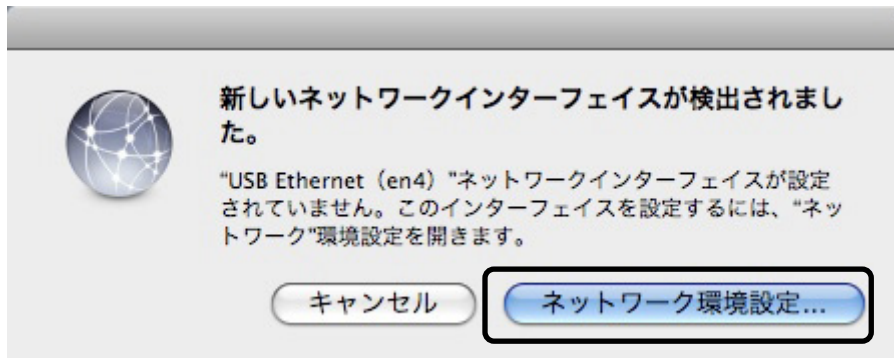 新しいネットワークインターフェイスが検出されまし
た。
“USB Ethernet（en4）”ネットワークインターフェイスが設定
されていません。このインターフェイスを設定するには、“ネッ
トワーク”環境設定を開きます。
キャンセル
ネットワーク環境設定...